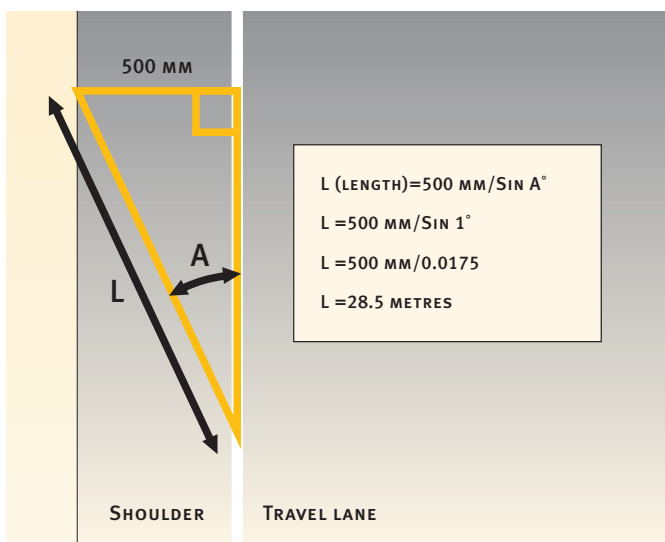 500 MM
L (LENGTH)=500 MM/SIN A°
L =500 MM/SIN 1°
L =500 MM/0.0175
L =28.5 METRES
A
L
SHOULDER
TRAVEL LANE